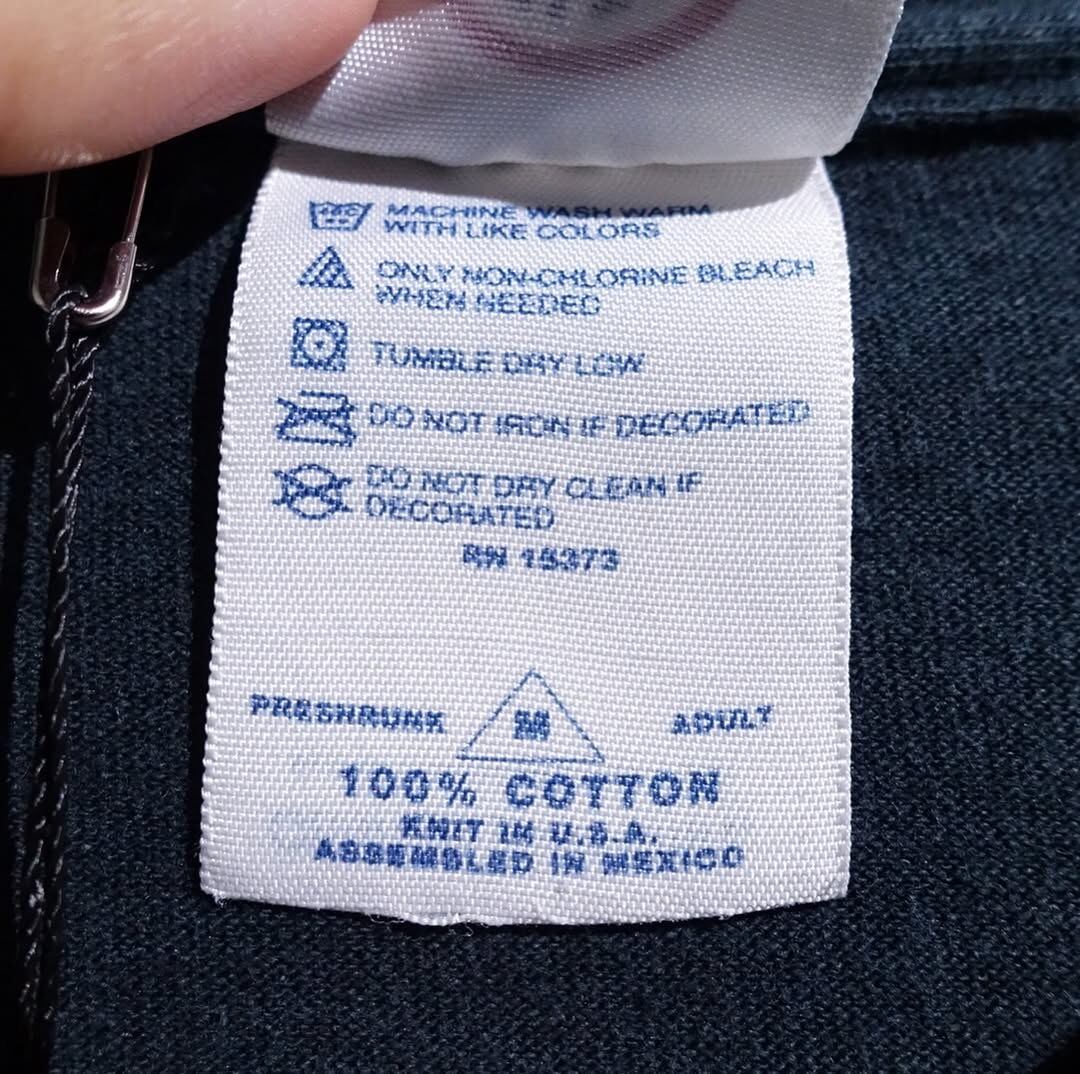 MACHINE WASH WARM
WITH LIKE COLORS
ONLY NON-CHLORINE BLEACH
WHEN NEEDED
TUMBLE DRY LOW
DO NOT IRON IF DECORATED
DO NOT DRY CLEAN IF
DECORATED
RN 15373
PRESHRUNK M ADULT
100% COTTON
KNIT IN U.S.A.
ASSEMBLED IN MEXICO